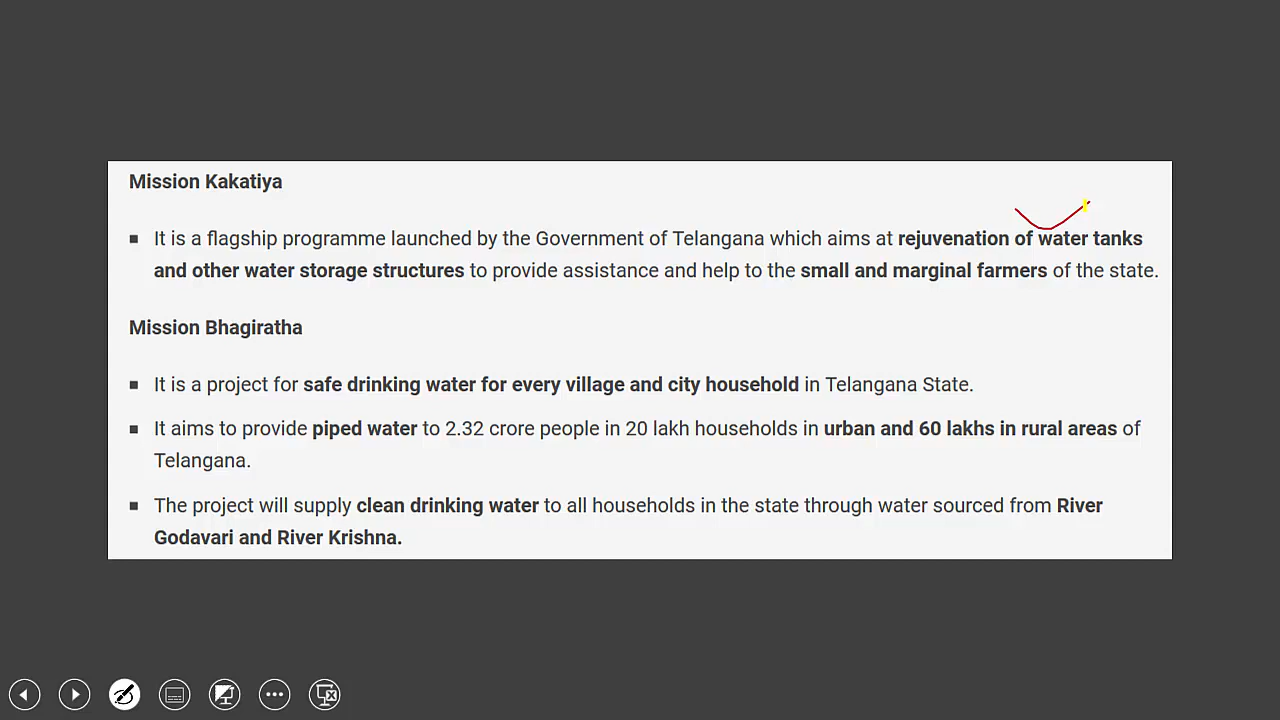 Mission Kakatiya
It is a flagship programme launched by the Government of Telangana which aims at rejuvenation of water tanks
and other water storage structures to provide assistance and help to the small and marginal farmers of the state.
Mission Bhagiratha
It is a project for safe drinking water for every village and city household in Telangana State.
It aims to provide piped water to 2.32 crore people in 20 lakh households in urban and 60 lakhs in rural areas of
Telangana.
The project will supply clean drinking water to all households in the state through water sourced from River
Godavari and River Krishna.